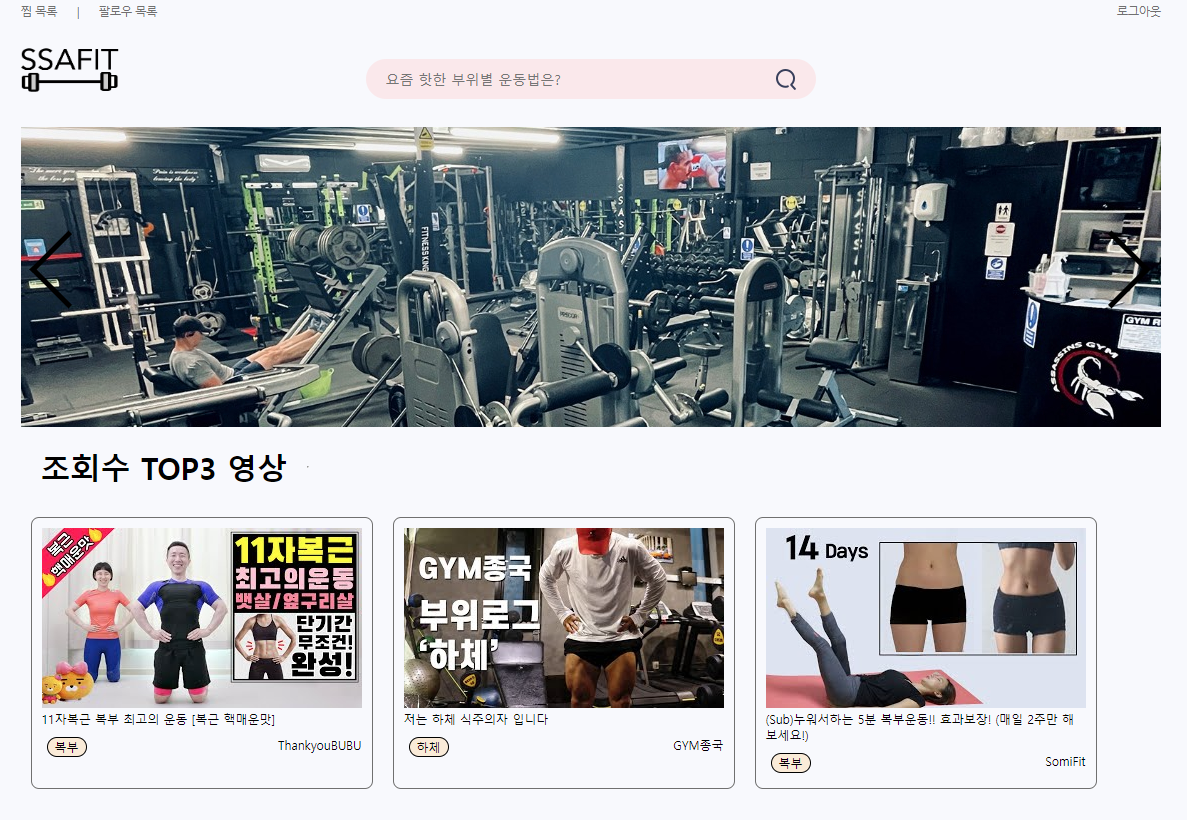 찜 목록 | 팔로우 목록
로그아웃
SSAFIT
요즘 핫한 부위별 운동법은?
FITNESS KING
ASSASS
GYM R
ASSASSINS GYM
조회수 TOP3 영상
복근
핵매운맛
11자복근
최고의운동
뱃살/옆구리살
단기간
무조건!
완성!
11자복근 복부 최고의 운동 [복근 핵매운맛]
복부
ThankyouBUBU
GYM종국
부위로그
'하체'
저는 하체 식주의자 입니다
하체
GYM종국
14 Days
(Sub)누워서하는 5분 복부운동!! 효과보장! (매일 2주만 해
보세요!)
복부
SomiFit